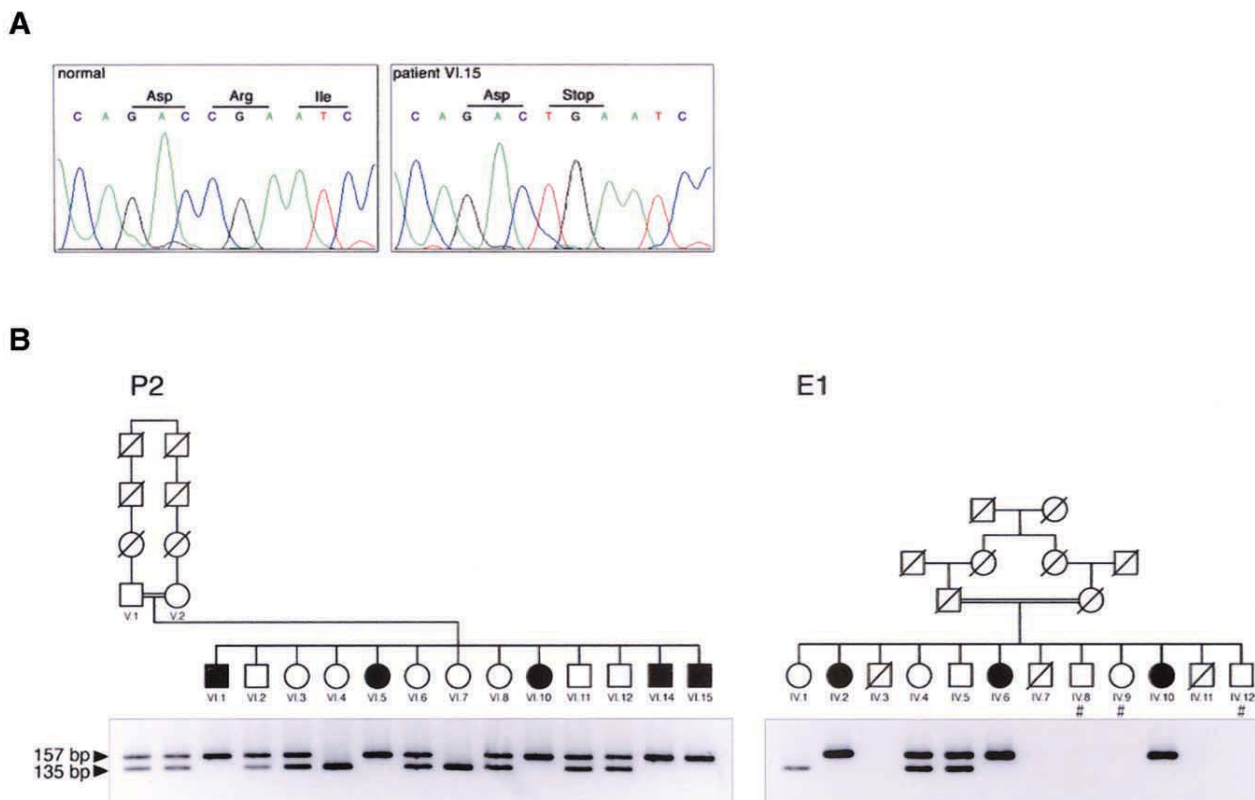 A
normal
Asp Arg Ile
C A G A C C G A A T C
patient VI.15
Asp Stop
C A G A C T G A A T C
B
P2
E1
V.1 V.2
VI.1 VI.2 VI.3 VI.4 VI.5 VI.6 VI.7 VI.8 VI.10 VI.11 VI.12 VI.14 VI.15
IV.1 IV.2 IV.3 IV.4 IV.5 IV.6 IV.7 IV.8 IV.9 IV.10 IV.11 IV.12
# # #
157 bp
135 bp